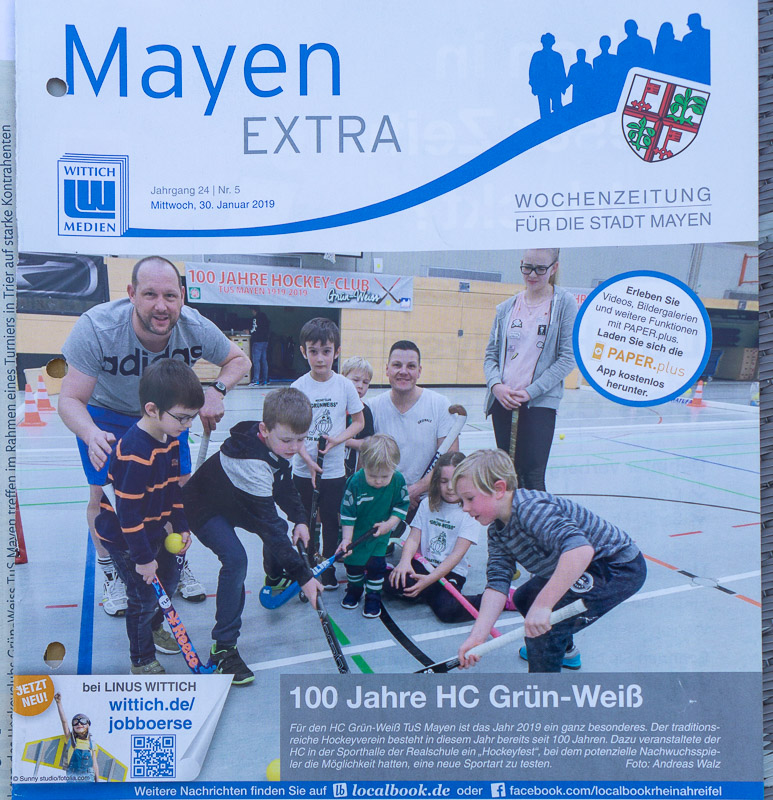 Mayen
EXTRA
WITTICH
LW
MEDIEN
Jahrgang 24 | Nr. 5
Mittwoch, 30. Januar 2019
WOCHENZEITUNG
FÜR DIE STADT MAYEN
Grün-Weiss TuS Mayen treffen im Rahmen eines Turniers in Trier auf starke Kontrahenten
100 JAHRE HOCKEY-CLUB
TUS MAYEN 1919-2019
Grün-Weiss
Erleben Sie
Videos, Bildergalerien
und weitere Funktionen
mit PAPER.plus.
Laden Sie sich die
PAPER.plus
App kostenlos
herunter.
adidas
"GRÜNWEISS"
JETZT
NEU!
bei LINUS WITTICH
wittich.de/
jobboerse
© Sunny studio/fotolia.com
100 Jahre HC Grün-Weiß
Für den HC Grün-Weiß TuS Mayen ist das Jahr 2019 ein ganz besonderes. Der traditions-
reiche Hockeyverein besteht in diesem Jahr bereits seit 100 Jahren. Dazu veranstaltete der
HC in der Sporthalle der Realschule ein „Hockeyfest", bei dem potenzielle Nachwuchsspie-
ler die Möglichkeit hatten, eine neue Sportart zu testen. Foto: Andreas Walz
Weitere Nachrichten finden Sie auf lb localbook.de oder f facebook.com/localbookrheinahreifel